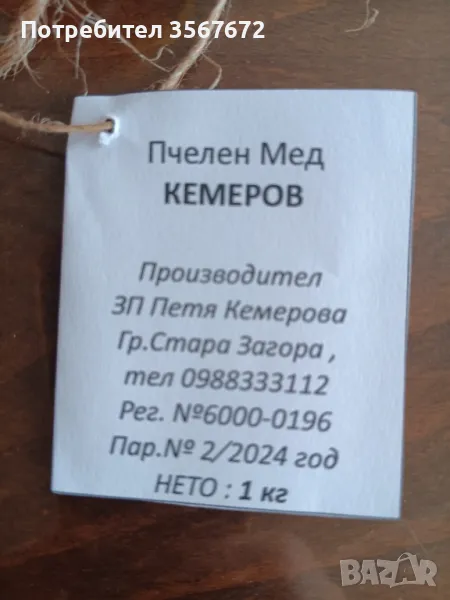 Потребител 3567672
Пчелен Мед
КЕМЕРОВ
Производител
ЗП Петя Кемерова
Гр.Стара Загора ,
тел 0988333112
Рег. №6000-0196
Пар.№ 2/2024 год
НЕТО : 1 кг
BAZAR